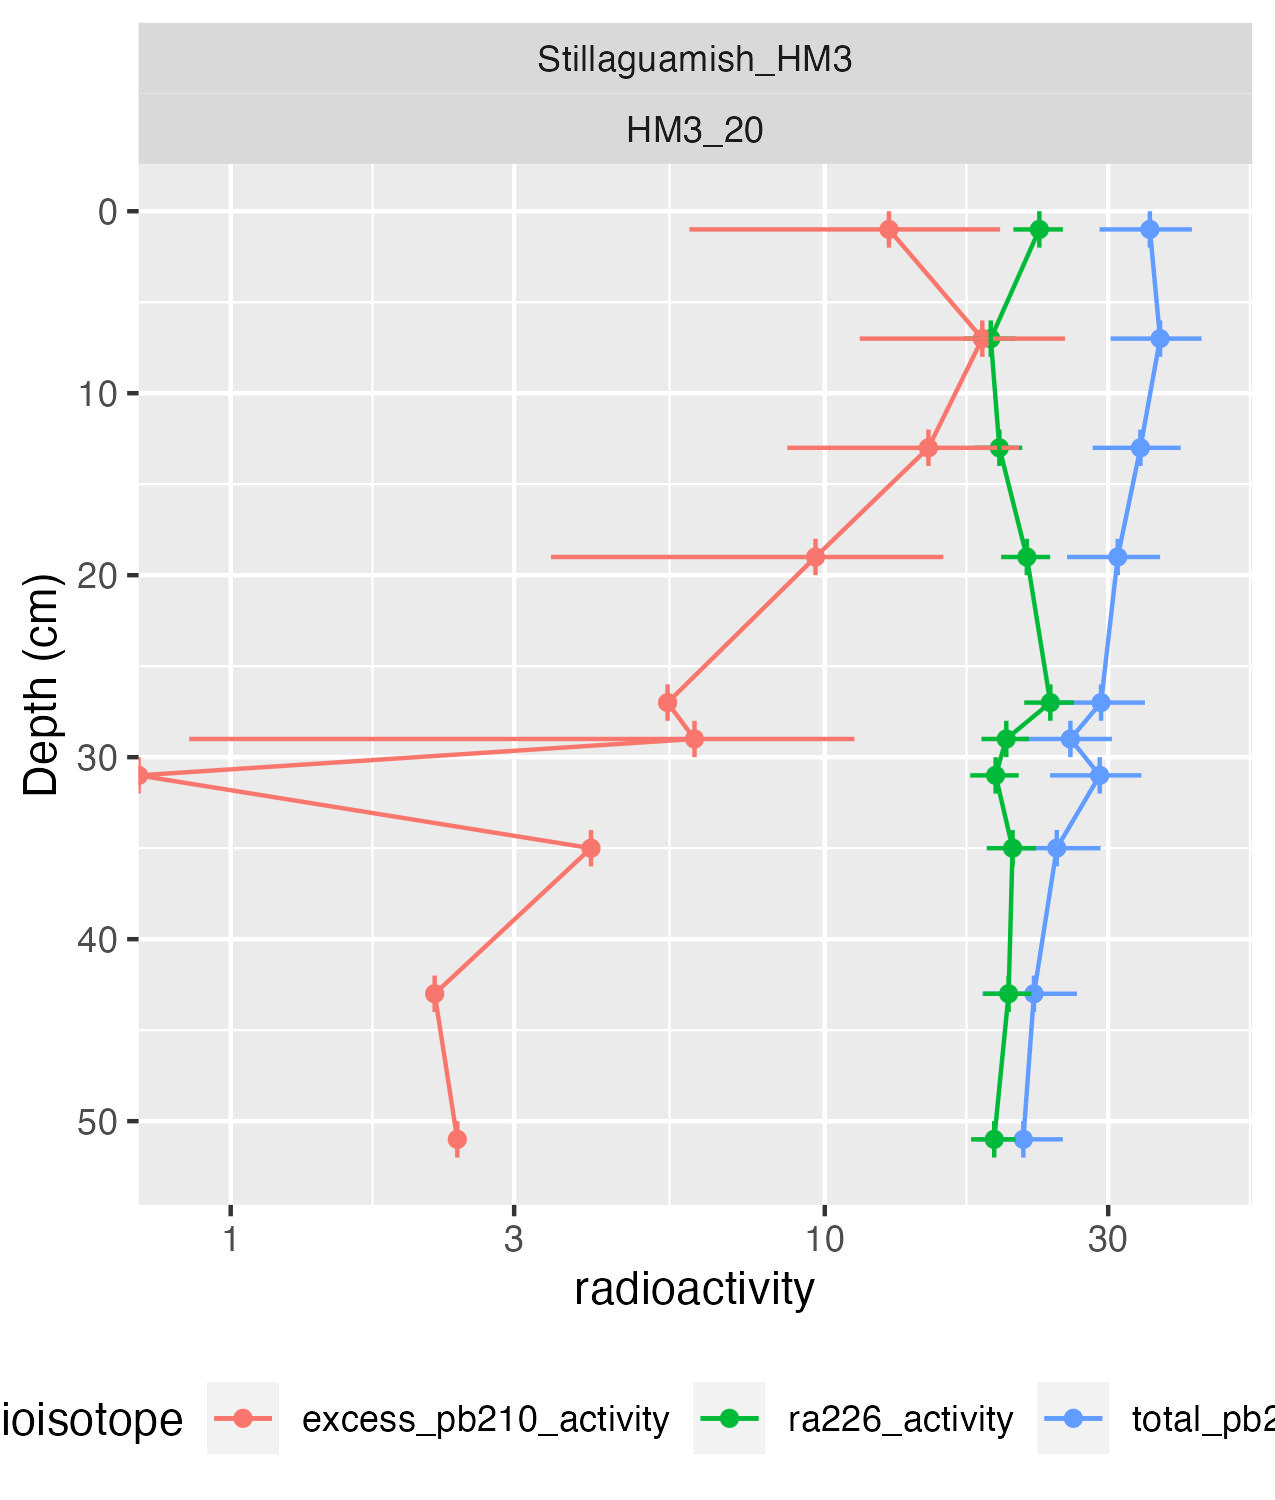 Stillaguamish_HM3
HM3_20
0
10
20
30
40
50
Depth (cm)
1 3 10 30
radioactivity
ioisotope excess_pb210_activity ra226_activity total_pb2